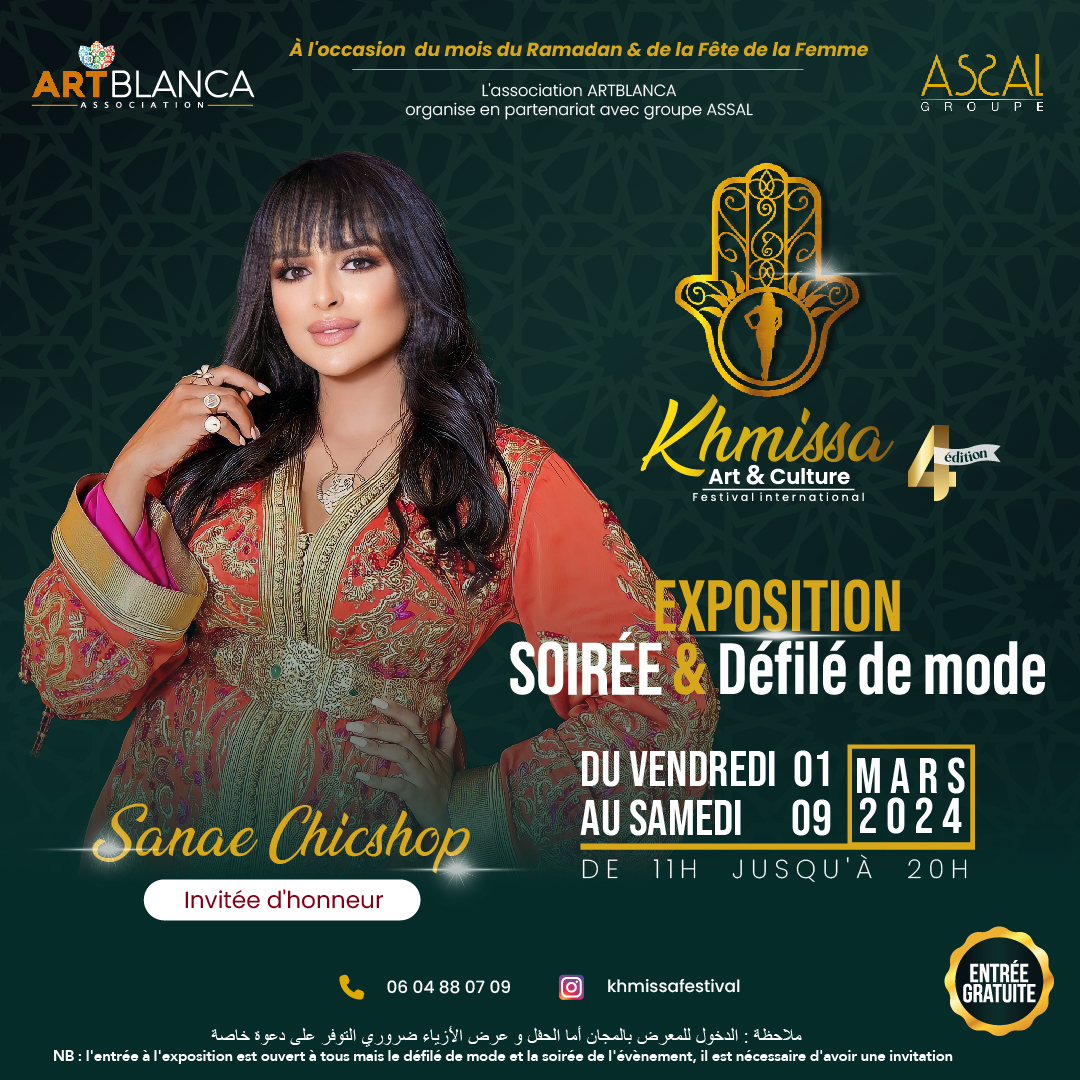 ARTBLANCA
ASSOCIATION
À l'occasion du mois du Ramadan & de la Fête de la Femme
L'association ARTBLANCA
organise en partenariat avec groupe ASSAL
ASSAL
GROUPE
Khmissa
Art & Culture
Festival international
4 édition
EXPOSITION
SOIRÉE & Défilé de mode
DU VENDREDI 01
AU SAMEDI 09
MARS
2024
DE 11H JUSQU'À 20H
Sanae Chicshop
Invitée d'honneur
06 04 88 07 09
khmissafestival
ENTRÉE
GRATUITE
ملاحظة : الدخول للمعرض بالمجان أما الحفل و عرض الأزياء ضروري التوفر على دعوة خاصة
NB : l'entrée à l'exposition est ouvert à tous mais le défilé de mode et la soirée de l'évènement, il est nécessaire d'avoir une invitation